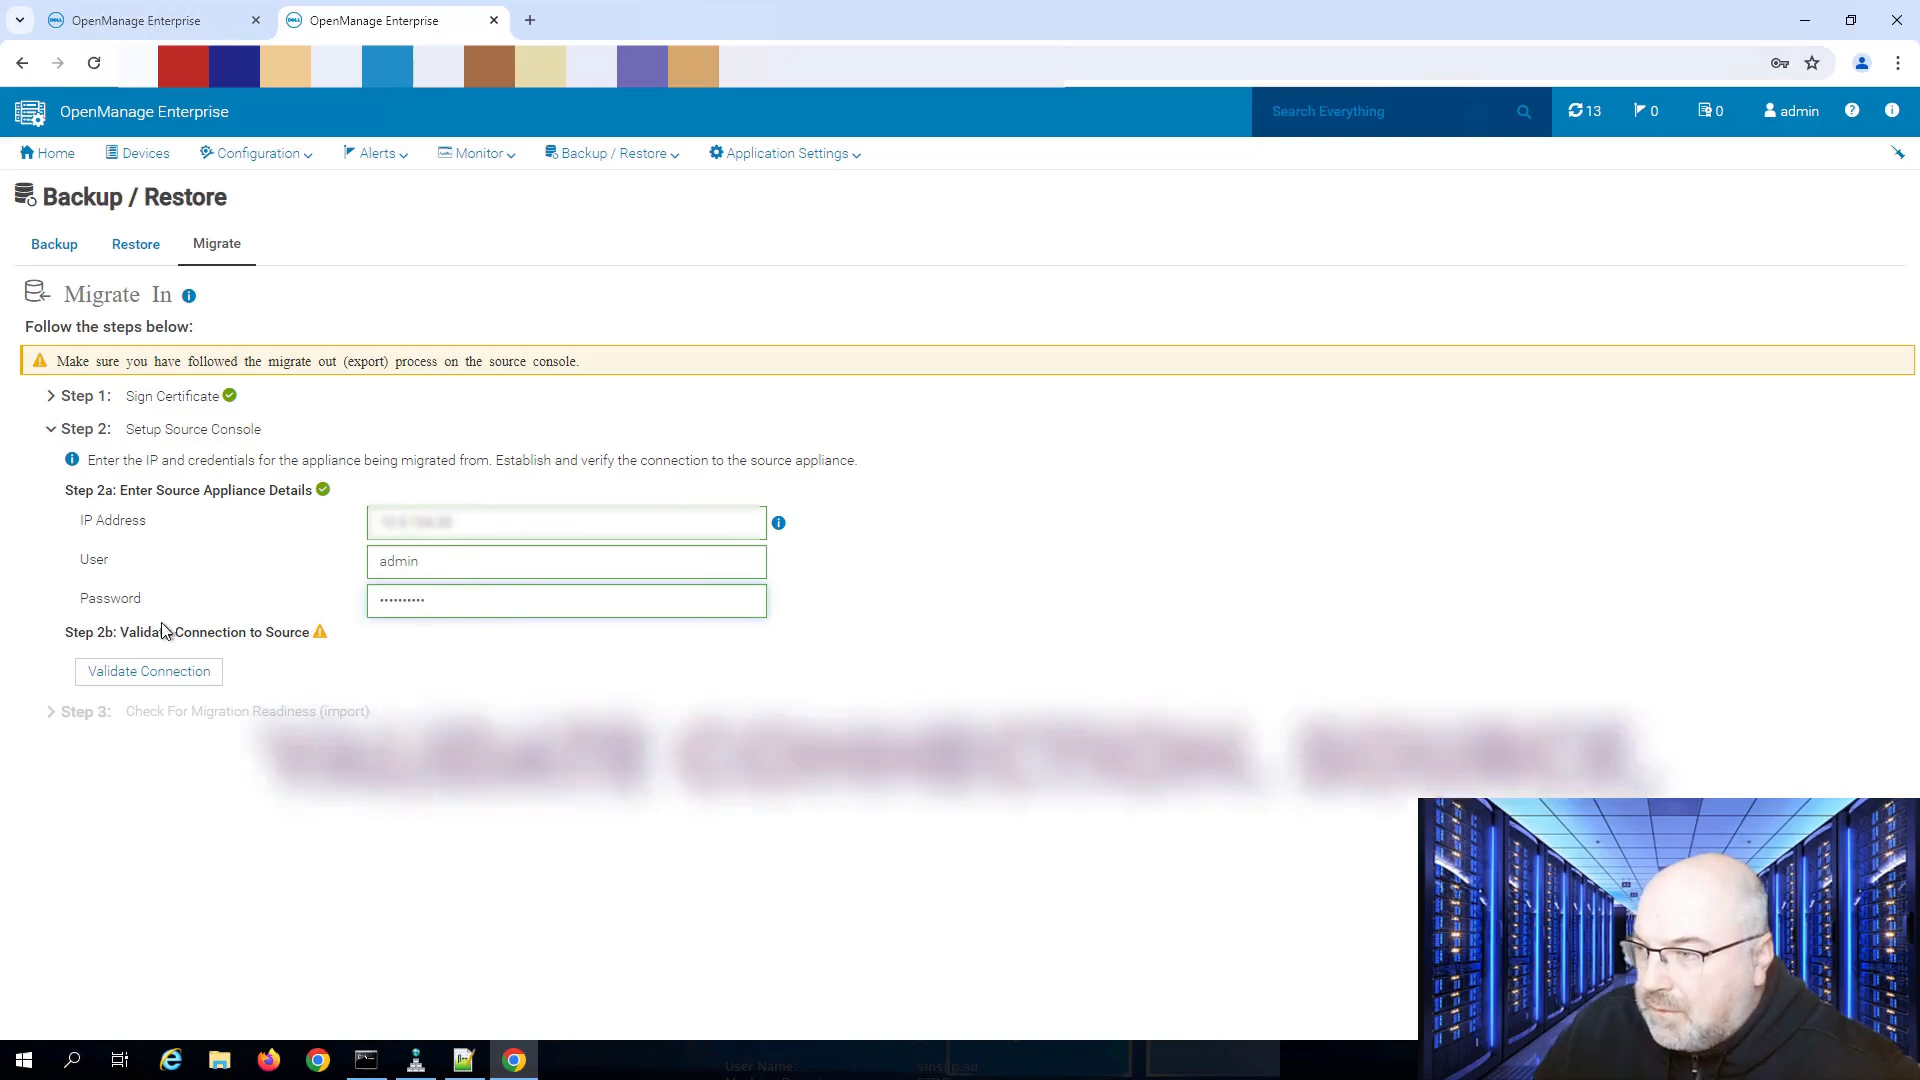 OpenManage Enterprise
OpenManage Enterprise
OpenManage Enterprise
Search Everything
13
0
0
admin
Home
Devices
Configuration
Alerts
Monitor
Backup / Restore
Application Settings
Backup / Restore
Backup
Restore
Migrate
Migrate In
Follow the steps below:
Make sure you have followed the migrate out (export) process on the source console.
Step 1: Sign Certificate
Step 2: Setup Source Console
Enter the IP and credentials for the appliance being migrated from. Establish and verify the connection to the source appliance.
Step 2a: Enter Source Appliance Details
IP Address
User
admin
Password
••••••••••
Step 2b: Validate Connection to Source
Validate Connection
Step 3: Check For Migration Readiness (import)
VALIDATE CONNECTION. SOURCE.
User Name: